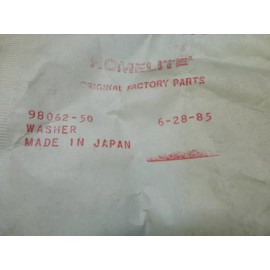 HOMELITE
ORIGINAL FACTORY PARTS
98062-50 6-28-85
WASHER
MADE IN JAPAN